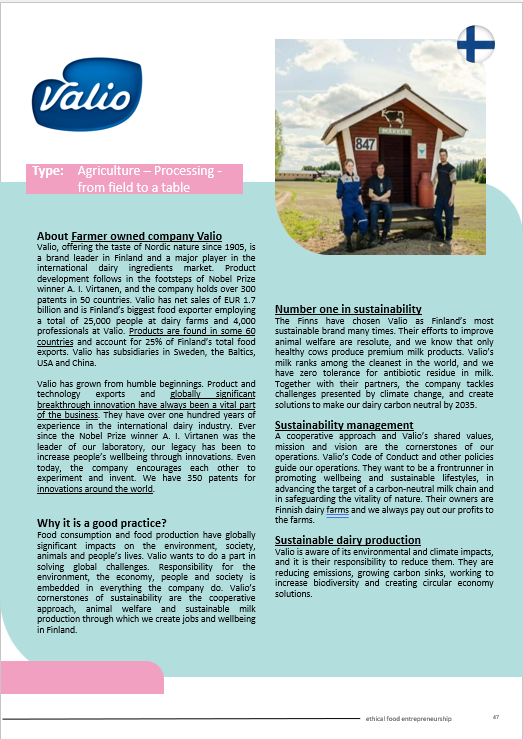 Valio
MAKELÄ
847
Type: Agriculture – Processing -
from field to a table
About Farmer owned company Valio
Valio, offering the taste of Nordic nature since 1905, is
a brand leader in Finland and a major player in the
international dairy ingredients market. Product
development follows in the footsteps of Nobel Prize
winner A. I. Virtanen, and the company holds over 300
patents in 50 countries. Valio has net sales of EUR 1.7
billion and is Finland's biggest food exporter employing
a total of 25,000 people at dairy farms and 4,000
professionals at Valio. Products are found in some 60
countries and account for 25% of Finland's total food
exports. Valio has subsidiaries in Sweden, the Baltics,
USA and China.
Valio has grown from humble beginnings. Product and
technology exports and globally significant
breakthrough innovation have always been a vital part
of the business. They have over one hundred years of
experience in the international dairy industry. Ever
since the Nobel Prize winner A. I. Virtanen was the
leader of our laboratory, our legacy has been to
increase people's wellbeing through innovations. Even
today, the company encourages each other to
experiment and invent. We have 350 patents for
innovations around the world.
Why it is a good practice?
Food consumption and food production have globally
significant impacts on the environment, society,
animals and people's lives. Valio wants to do a part in
solving global challenges. Responsibility for the
environment, the economy, people and society is
embedded in everything the company do. Valio's
cornerstones of sustainability are the cooperative
approach, animal welfare and sustainable milk
production through which we create jobs and wellbeing
in Finland.
Number one in sustainability
The Finns have chosen Valio as Finland's most
sustainable brand many times. Their efforts to improve
animal welfare are resolute, and we know that only
healthy cows produce premium milk products. Valio's
milk ranks among the cleanest in the world, and we
have zero tolerance for antibiotic residue in milk.
Together with their partners, the company tackles
challenges presented by climate change, and create
solutions to make our dairy carbon neutral by 2035.
Sustainability management
A cooperative approach and Valio's shared values,
mission and vision are the cornerstones of our
operations. Valio's Code of Conduct and other policies
guide our operations. They want to be a frontrunner in
promoting wellbeing and sustainable lifestyles, in
advancing the target of a carbon-neutral milk chain and
in safeguarding the vitality of nature. Their owners are
Finnish dairy farms and we always pay out our profits to
the farms.
Sustainable dairy production
Valio is aware of its environmental and climate impacts,
and it is their responsibility to reduce them. They are
reducing emissions, growing carbon sinks, working to
increase biodiversity and creating circular economy
solutions.
ethical food entrepreneurship 47